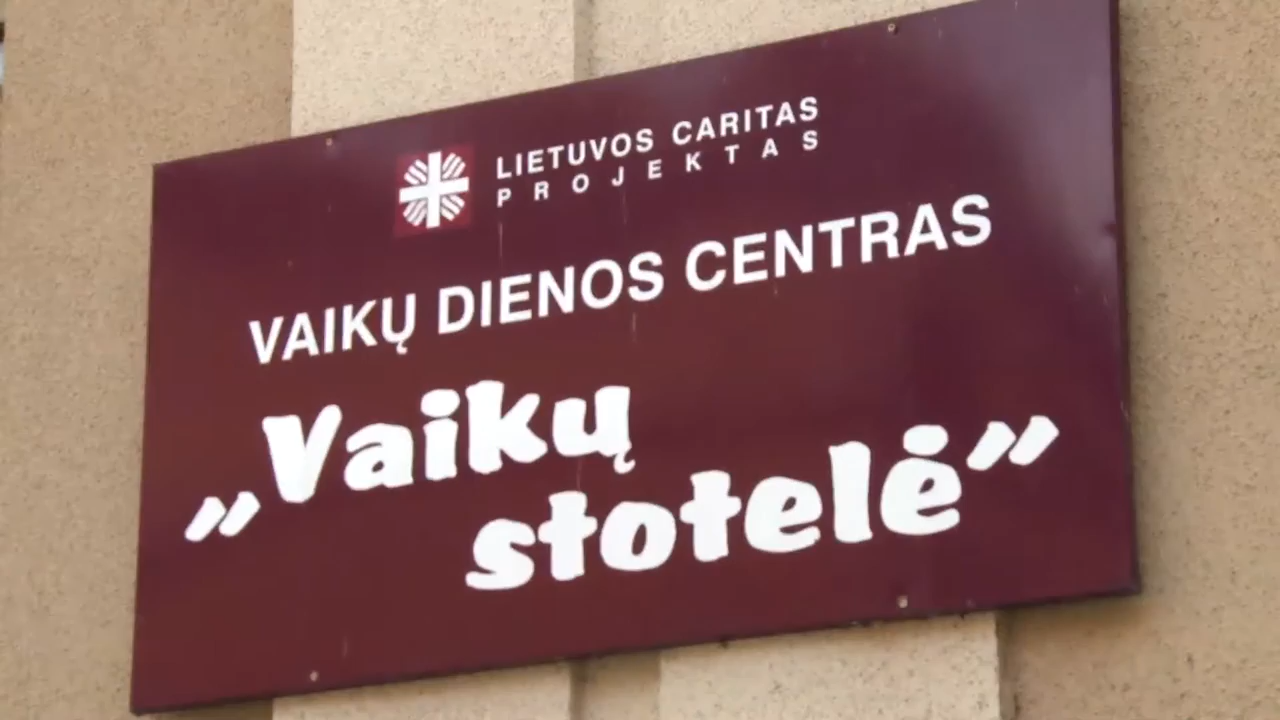 LIETUVOS CARITAS
PROJEKTAS
VAIKŲ DIENOS CENTRAS
„Vaikų
stotelė”